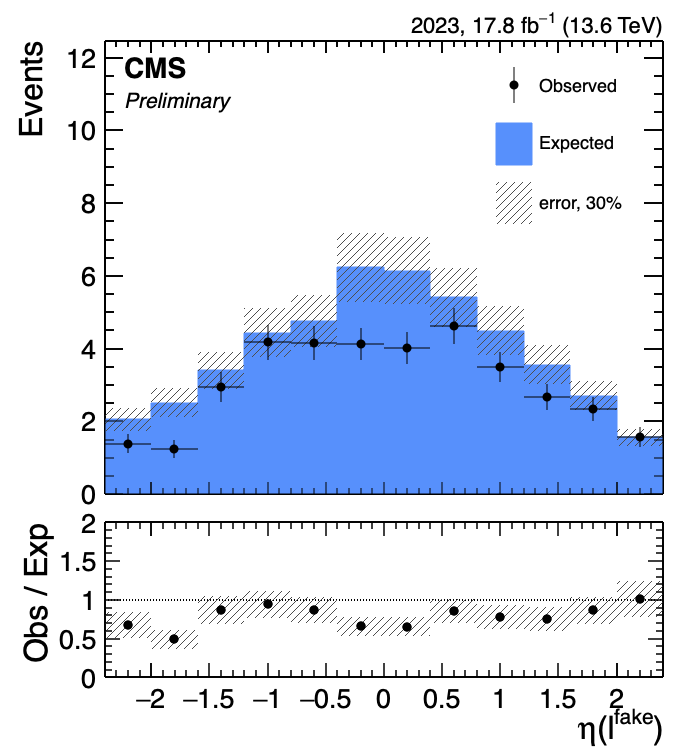 2023, 17.8 fb⁻¹ (13.6 TeV)
Events
12
10
8
6
4
2
0
CMS
Preliminary
Observed
Expected
error, 30%
Obs / Exp
2
1.5
1
0.5
0
−2 −1.5 −1 −0.5 0 0.5 1 1.5 2
η(l^fake)